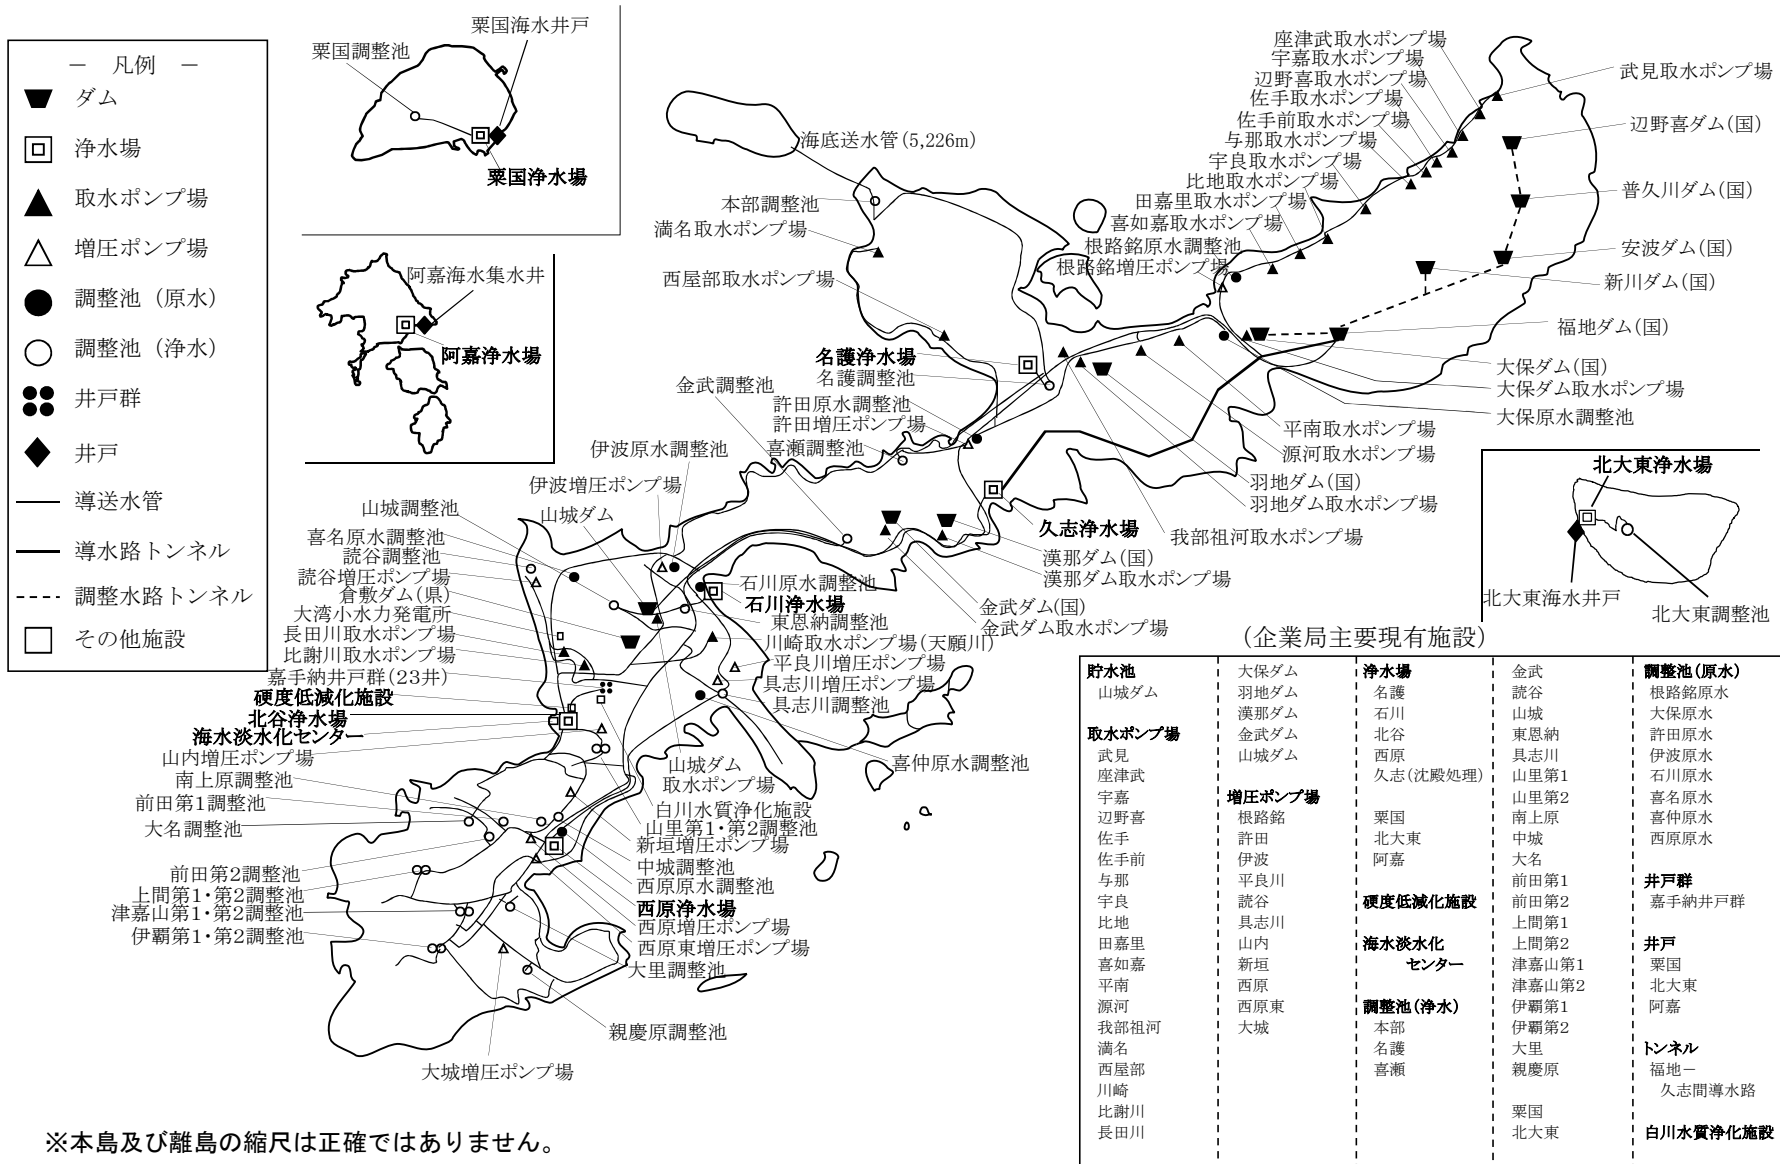 － 凡例 －
ダム
浄水場
取水ポンプ場
増圧ポンプ場
調整池（原水）
調整池（浄水）
井戸群
井戸
導送水管
導水路トンネル
調整水路トンネル
その他施設
粟国海水井戸
粟国調整池
粟国浄水場
阿嘉海水集水井
阿嘉浄水場
海底送水管(5,226m)
本部調整池
満名取水ポンプ場
西屋部取水ポンプ場
名護浄水場
名護調整池
金武調整池
許田原水調整池
許田増圧ポンプ場
喜瀬調整池
伊波原水調整池
伊波増圧ポンプ場
山城ダム
山城調整池
喜名原水調整池
読谷調整池
読谷増圧ポンプ場
倉敷ダム(県)
大湾小水力発電所
長田川取水ポンプ場
比謝川取水ポンプ場
嘉手納井戸群(23井)
硬度低減化施設
北谷浄水場
海水淡水化センター
山内増圧ポンプ場
南上原調整池
前田第1調整池
大名調整池
前田第2調整池
上間第1・第2調整池
津嘉山第1・第2調整池
伊覇第1・第2調整池
座津武取水ポンプ場
宇嘉取水ポンプ場
辺野喜取水ポンプ場
佐手取水ポンプ場
佐手前取水ポンプ場
与那取水ポンプ場
宇良取水ポンプ場
比地取水ポンプ場
田嘉里取水ポンプ場
喜如嘉取水ポンプ場
根路銘原水調整池
根路銘増圧ポンプ場
武見取水ポンプ場
辺野喜ダム(国)
普久川ダム(国)
安波ダム(国)
新川ダム(国)
福地ダム(国)
大保ダム(国)
大保ダム取水ポンプ場
大保原水調整池
平南取水ポンプ場
源河取水ポンプ場
羽地ダム(国)
羽地ダム取水ポンプ場
我部祖河取水ポンプ場
久志浄水場
漢那ダム(国)
漢那ダム取水ポンプ場
金武ダム(国)
金武ダム取水ポンプ場
石川原水調整池
石川浄水場
東恩納調整池
川崎取水ポンプ場(天願川)
平良川増圧ポンプ場
具志川増圧ポンプ場
具志川調整池
喜仲原水調整池
山城ダム
取水ポンプ場
白川水質浄化施設
山里第1・第2調整池
新垣増圧ポンプ場
中城調整池
西原原水調整池
西原浄水場
西原増圧ポンプ場
西原東増圧ポンプ場
大里調整池
親慶原調整池
大城増圧ポンプ場
北大東浄水場
北大東海水井戸
北大東調整池
(企業局主要現有施設)
貯水池
山城ダム
取水ポンプ場
武見
座津武
宇嘉
辺野喜
佐手
佐手前
与那
宇良
比地
田嘉里
喜如嘉
平南
源河
我部祖河
満名
西屋部
川崎
比謝川
長田川
大保ダム
羽地ダム
漢那ダム
金武ダム
山城ダム
増圧ポンプ場
根路銘
許田
伊波
平良川
読谷
具志川
山内
新垣
西原
西原東
大城
浄水場
名護
石川
北谷
西原
久志(沈殿処理)
粟国
北大東
阿嘉
硬度低減化施設
海水淡水化
センター
調整池(浄水)
本部
名護
喜瀬
金武
読谷
山城
東恩納
具志川
山里第1
山里第2
南上原
中城
大名
前田第1
前田第2
上間第1
上間第2
津嘉山第1
津嘉山第2
伊覇第1
伊覇第2
大里
親慶原
粟国
北大東
調整池(原水)
根路銘原水
大保原水
許田原水
伊波原水
石川原水
喜名原水
喜仲原水
西原原水
井戸群
嘉手納井戸群
井戸
粟国
北大東
阿嘉
トンネル
福地－
久志間導水路
白川水質浄化施設
※本島及び離島の縮尺は正確ではありません。